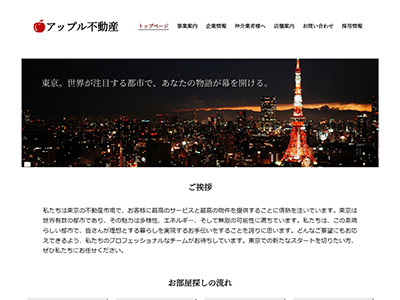 アップル不動産
トップページ 事業案内 企業情報 仲介業者様へ 店舗案内 お問い合わせ 採用情報
東京。世界が注目する都市で、あなたの物語が幕を開ける。
ご挨拶
私たちは東京の不動産市場で、お客様に最高のサービスと最高の物件を提供することに情熱を注いでいます。東京は
世界有数の都市であり、その魅力は多様性、エネルギー、そして無限の可能性に満ちています。私たちは、この素晴
らしい都市で、皆さんが理想とする暮らしを実現するお手伝いをすることを誇りに思います。どんなご要望にもお応
えできるよう、私たちのプロフェッショナルなチームがお待ちしています。東京での新たなスタートを切りたい方、
ぜひ私たちにお任せください。
お部屋探しの流れ